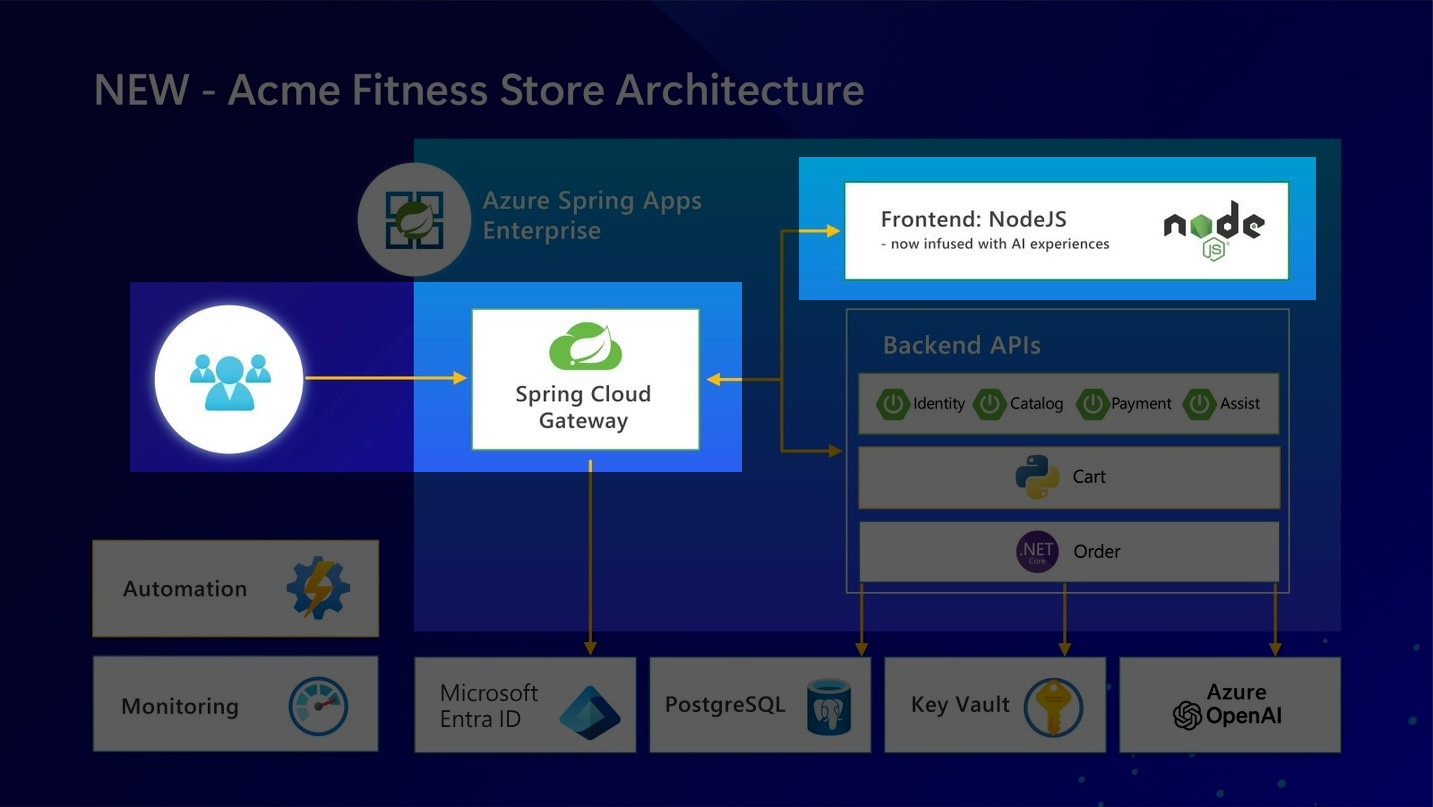 NEW - Acme Fitness Store Architecture
Azure Spring Apps
Enterprise
Frontend: NodeJS
- now infused with AI experiences
node
JS
Spring Cloud
Gateway
Backend APIs
Identity
Catalog
Payment
Assist
Cart
.NET
Core
Order
Automation
Monitoring
Microsoft
Entra ID
PostgreSQL
Key Vault
Azure
OpenAI